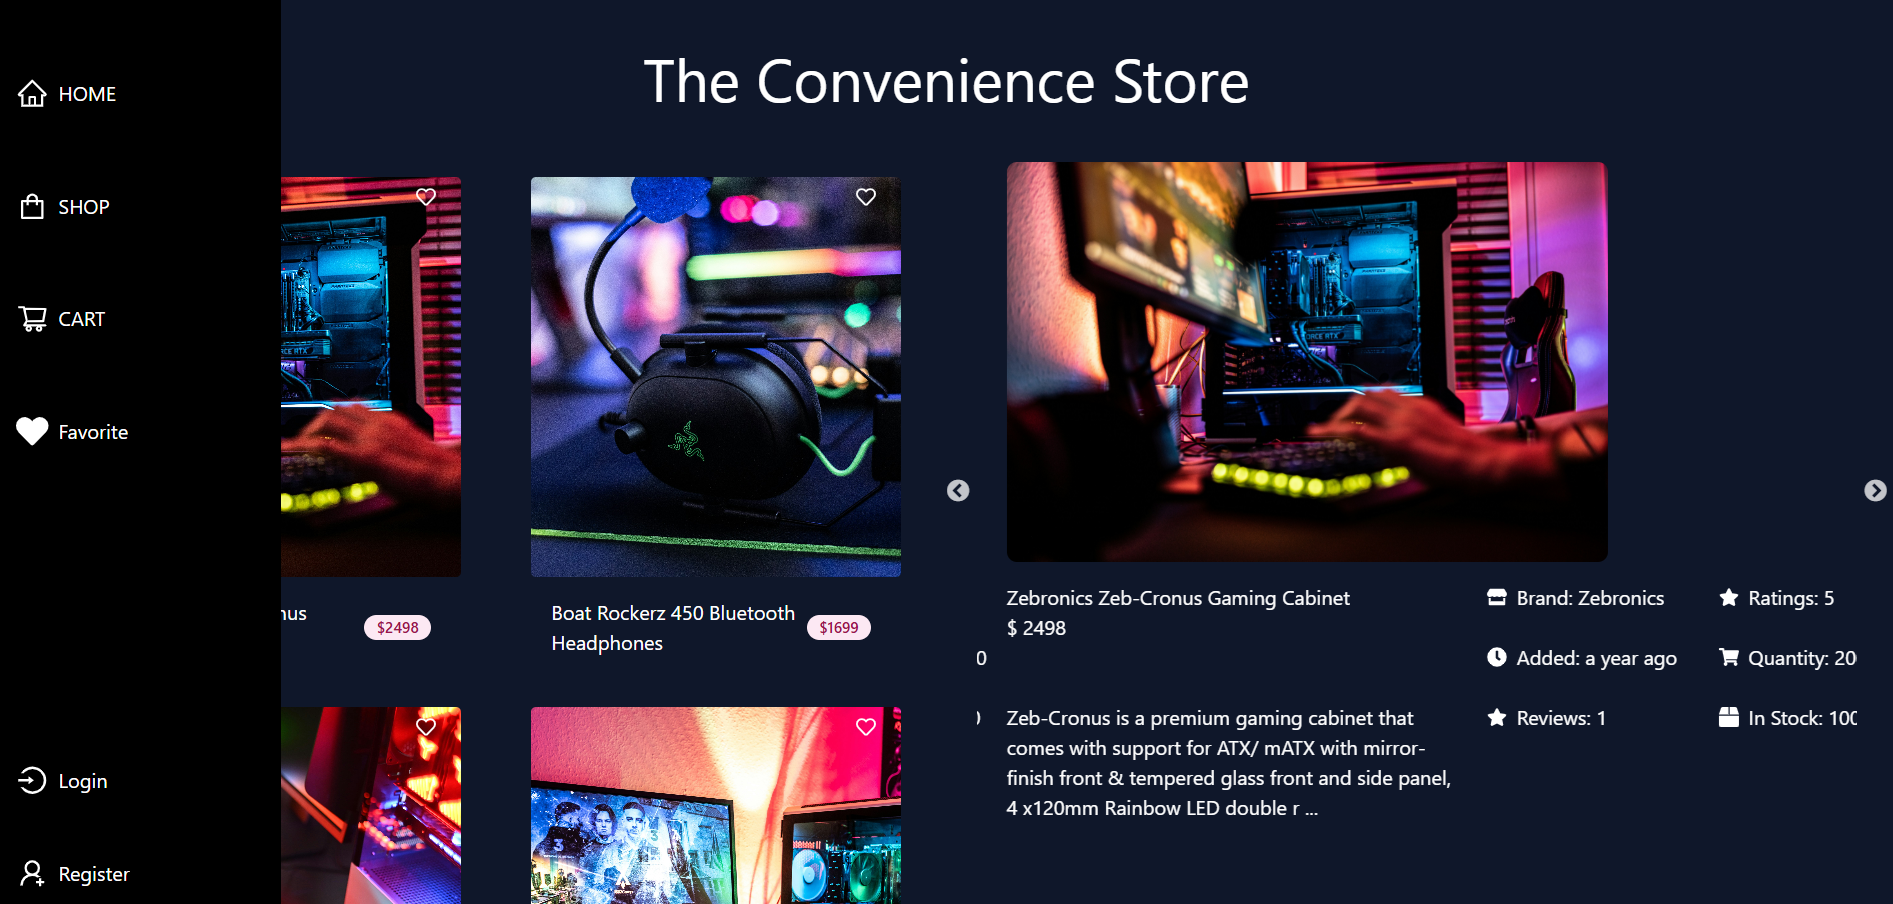 The Convenience Store
HOME
SHOP
CART
Favorite
Login
Register
nus
$2498
Boat Rockerz 450 Bluetooth
Headphones
$1699
Zebronics Zeb-Cronus Gaming Cabinet
$ 2498
Zeb-Cronus is a premium gaming cabinet that
comes with support for ATX/ mATX with mirror-
finish front & tempered glass front and side panel,
4 x120mm Rainbow LED double r ...
Brand: Zebronics
Added: a year ago
Reviews: 1
Ratings: 5
Quantity: 20
In Stock: 100
0
)